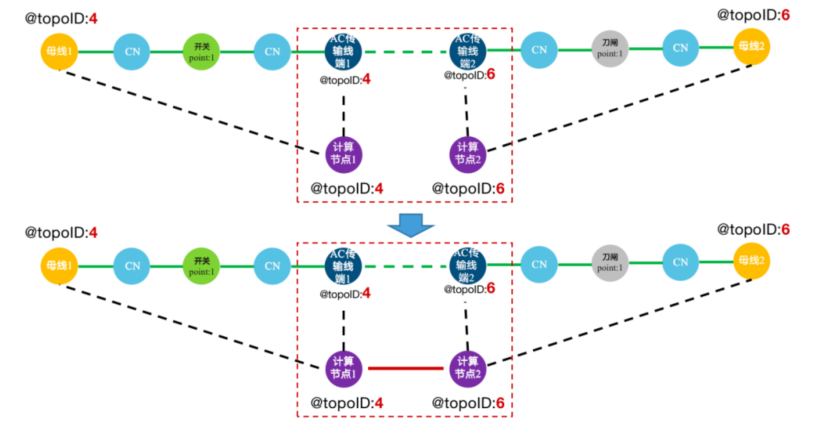 @topoID:4
@topoID:6
母线1
CN
开关
point:1
CN
AC传
输线
端1
AC传
输线
端2
CN
刀闸
point:1
CN
母线2
@topoID:4
@topoID:6
计算
节点1
计算
节点2
@topoID:4
@topoID:6
@topoID:4
@topoID:6
母线1
CN
开关
point:1
CN
AC传
输线
端1
AC传
输线
端2
CN
刀闸
point:1
CN
母线2
@topoID:4
@topoID:6
计算
节点1
计算
节点2
@topoID:4
@topoID:6